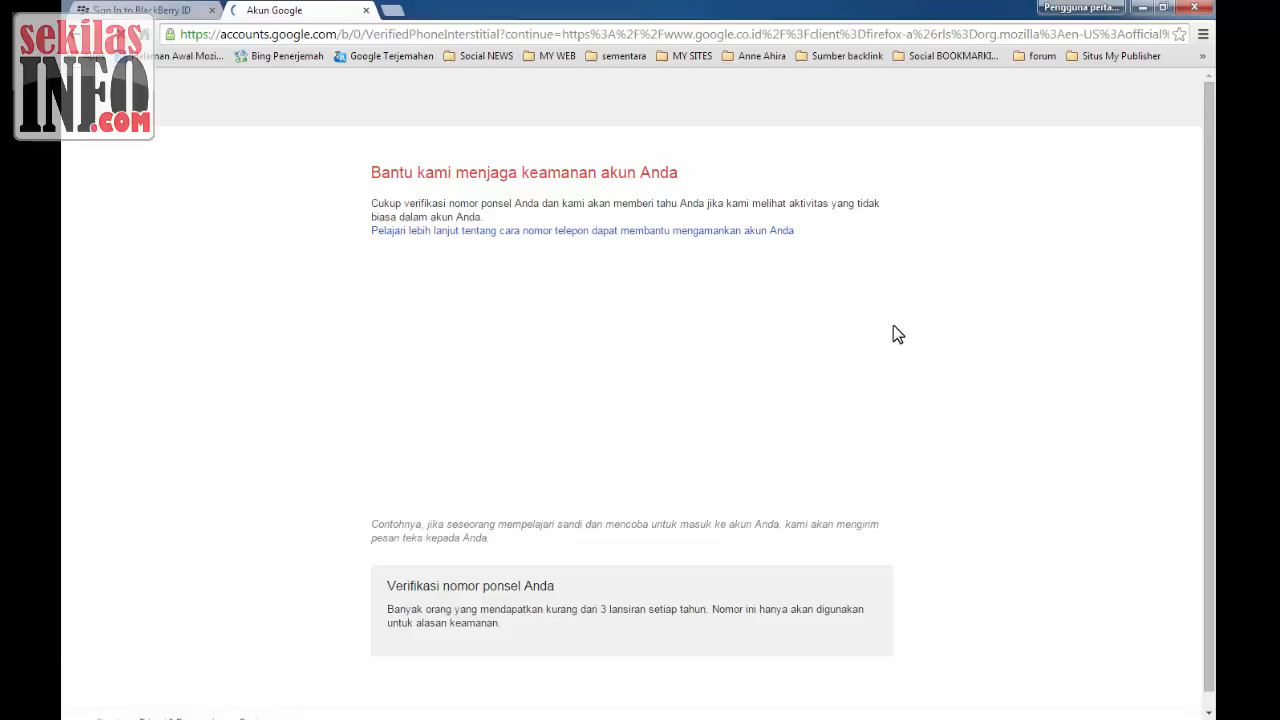 sekilas
INFO
.COM
Sign In to BlackBerry ID
Akun Google
Pengguna perta...
https://accounts.google.com/b/0/VerifiedPhoneInterstitial?continue=https%3A%2F%2Fwww.google.co.id%2F%3Fclient%3Dfirefox-a%26rls%3Dorg.mozilla%3Aen-US%3Aofficial%
laman Awal Mozi...
Bing Penerjemah
Google Terjemahan
Social NEWS
MY WEB
sementara
MY SITES
Anne Ahira
Sumber backlink
Social BOOKMARKI...
forum
Situs My Publisher
»
Bantu kami menjaga keamanan akun Anda
Cukup verifikasi nomor ponsel Anda dan kami akan memberi tahu Anda jika kami melihat aktivitas yang tidak
biasa dalam akun Anda.
Pelajari lebih lanjut tentang cara nomor telepon dapat membantu mengamankan akun Anda
Contohnya, jika seseorang mempelajari sandi dan mencoba untuk masuk ke akun Anda, kami akan mengirim
pesan teks kepada Anda.
Verifikasi nomor ponsel Anda
Banyak orang yang mendapatkan kurang dari 3 lansiran setiap tahun. Nomor ini hanya akan digunakan
untuk alasan keamanan.